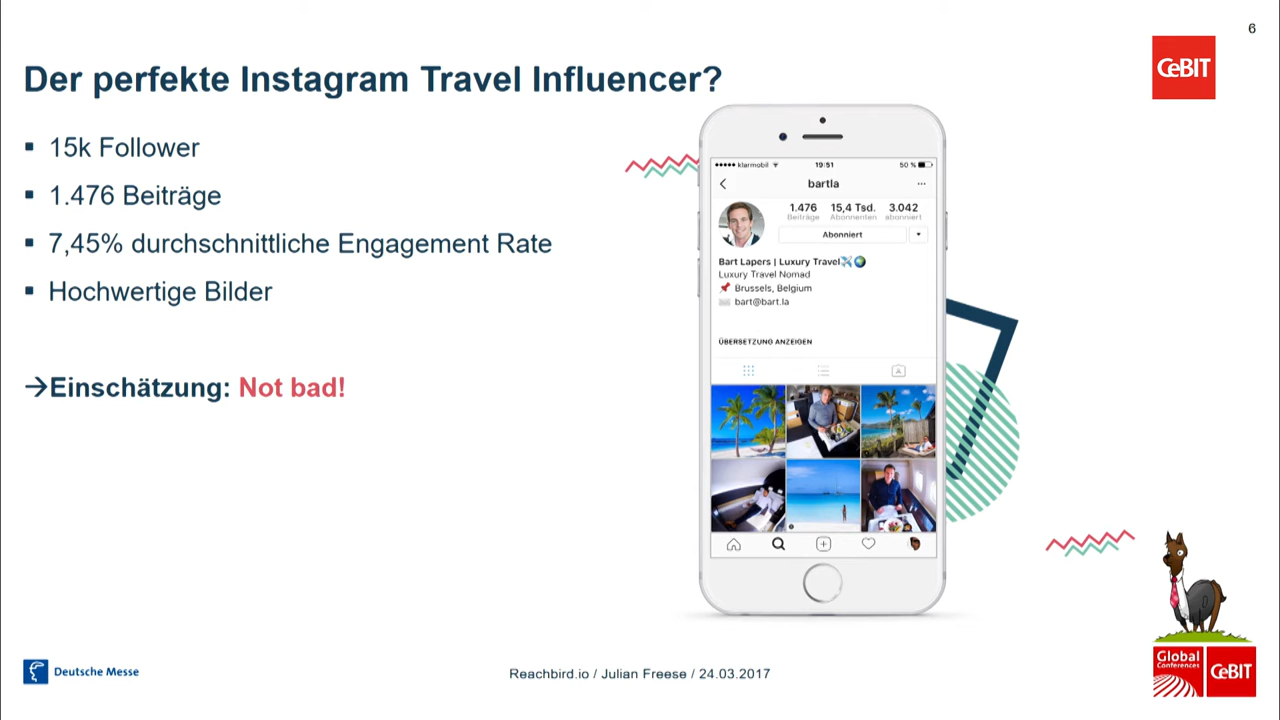 6
Der perfekte Instagram Travel Influencer?
CeBIT
▪ 15k Follower
▪ 1.476 Beiträge
▪ 7,45% durchschnittliche Engagement Rate
▪ Hochwertige Bilder
→Einschätzung: Not bad!
klarmobil 19:51 50 %
bartla
1.476 15,4 Tsd. 3.042
Beiträge Abonnenten abonniert
Abonniert
Bart Lapers | Luxury Travel✈️🌍
Luxury Travel Nomad
📌 Brussels, Belgium
✉️ bart@bart.la
ÜBERSETZUNG ANZEIGEN
Deutsche Messe
Reachbird.io / Julian Freese / 24.03.2017
Global
Conferences
CeBIT